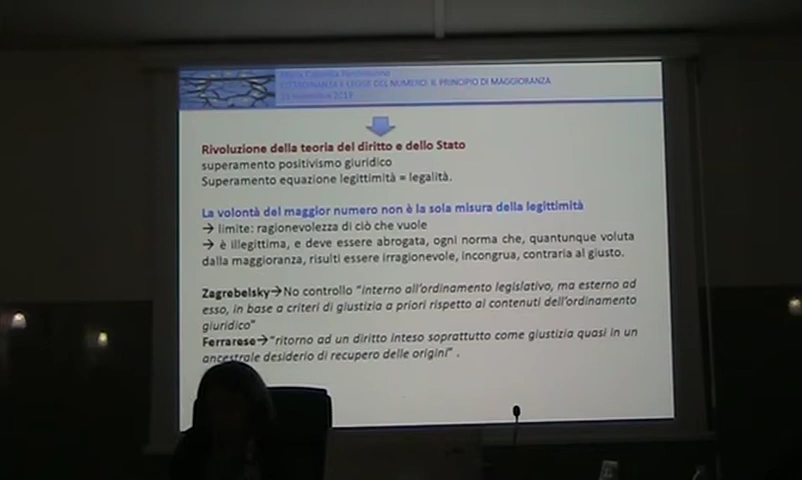 CITTADINANZA E LEGGE DEL NUMERO: IL PRINCIPIO DI MAGGIORANZA
Rivoluzione della teoria del diritto e dello Stato
superamento positivismo giuridico
Superamento equazione legittimità = legalità.
La volontà del maggior numero non è la sola misura della legittimità
→ limite: ragionevolezza di ciò che vuole
→ è illegittima, e deve essere abrogata, ogni norma che, quantunque voluta
dalla maggioranza, risulti essere irragionevole, incongrua, contraria al giusto.
Zagrebelsky→No controllo “interno all’ordinamento legislativo, ma esterno ad
esso, in base a criteri di giustizia a priori rispetto ai contenuti dell’ordinamento
giuridico”
Ferrarese→“ritorno ad un diritto inteso soprattutto come giustizia quasi in un
ancestrale desiderio di recupero delle origini” .